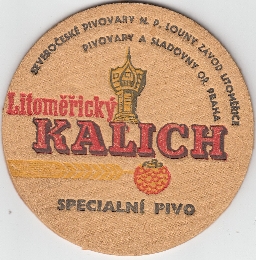 SEVEROČESKÉ PIVOVARY N. P. LOUNY ZÁVOD LITOMĚŘICE
PIVOVARY A SLADOVNY OŘ. PRAHA
Litoměřický
KALICH
SPECIALNÍ PIVO